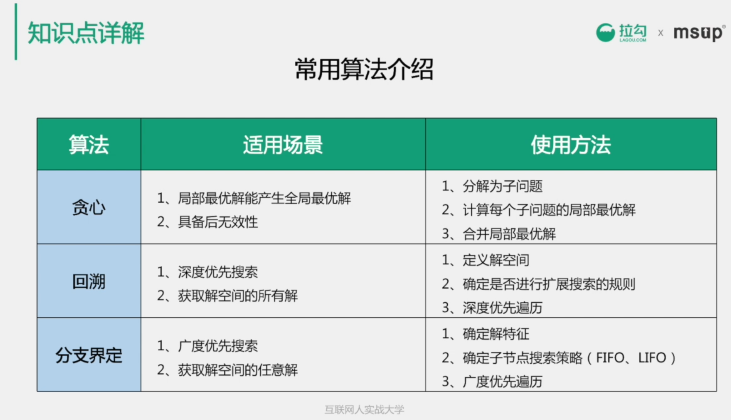 知识点详解
拉勾
LAGOU.COM
x
msup
常用算法介绍
算法
适用场景
使用方法
贪心
1、局部最优解能产生全局最优解
2、具备后无效性
1、分解为子问题
2、计算每个子问题的局部最优解
3、合并局部最优解
回溯
1、深度优先搜索
2、获取解空间的所有解
1、定义解空间
2、确定是否进行扩展搜索的规则
3、深度优先遍历
分支界定
1、广度优先搜索
2、获取解空间的任意解
1、确定解特征
2、确定子节点搜索策略（FIFO、LIFO）
3、广度优先遍历
互联网人实战大学